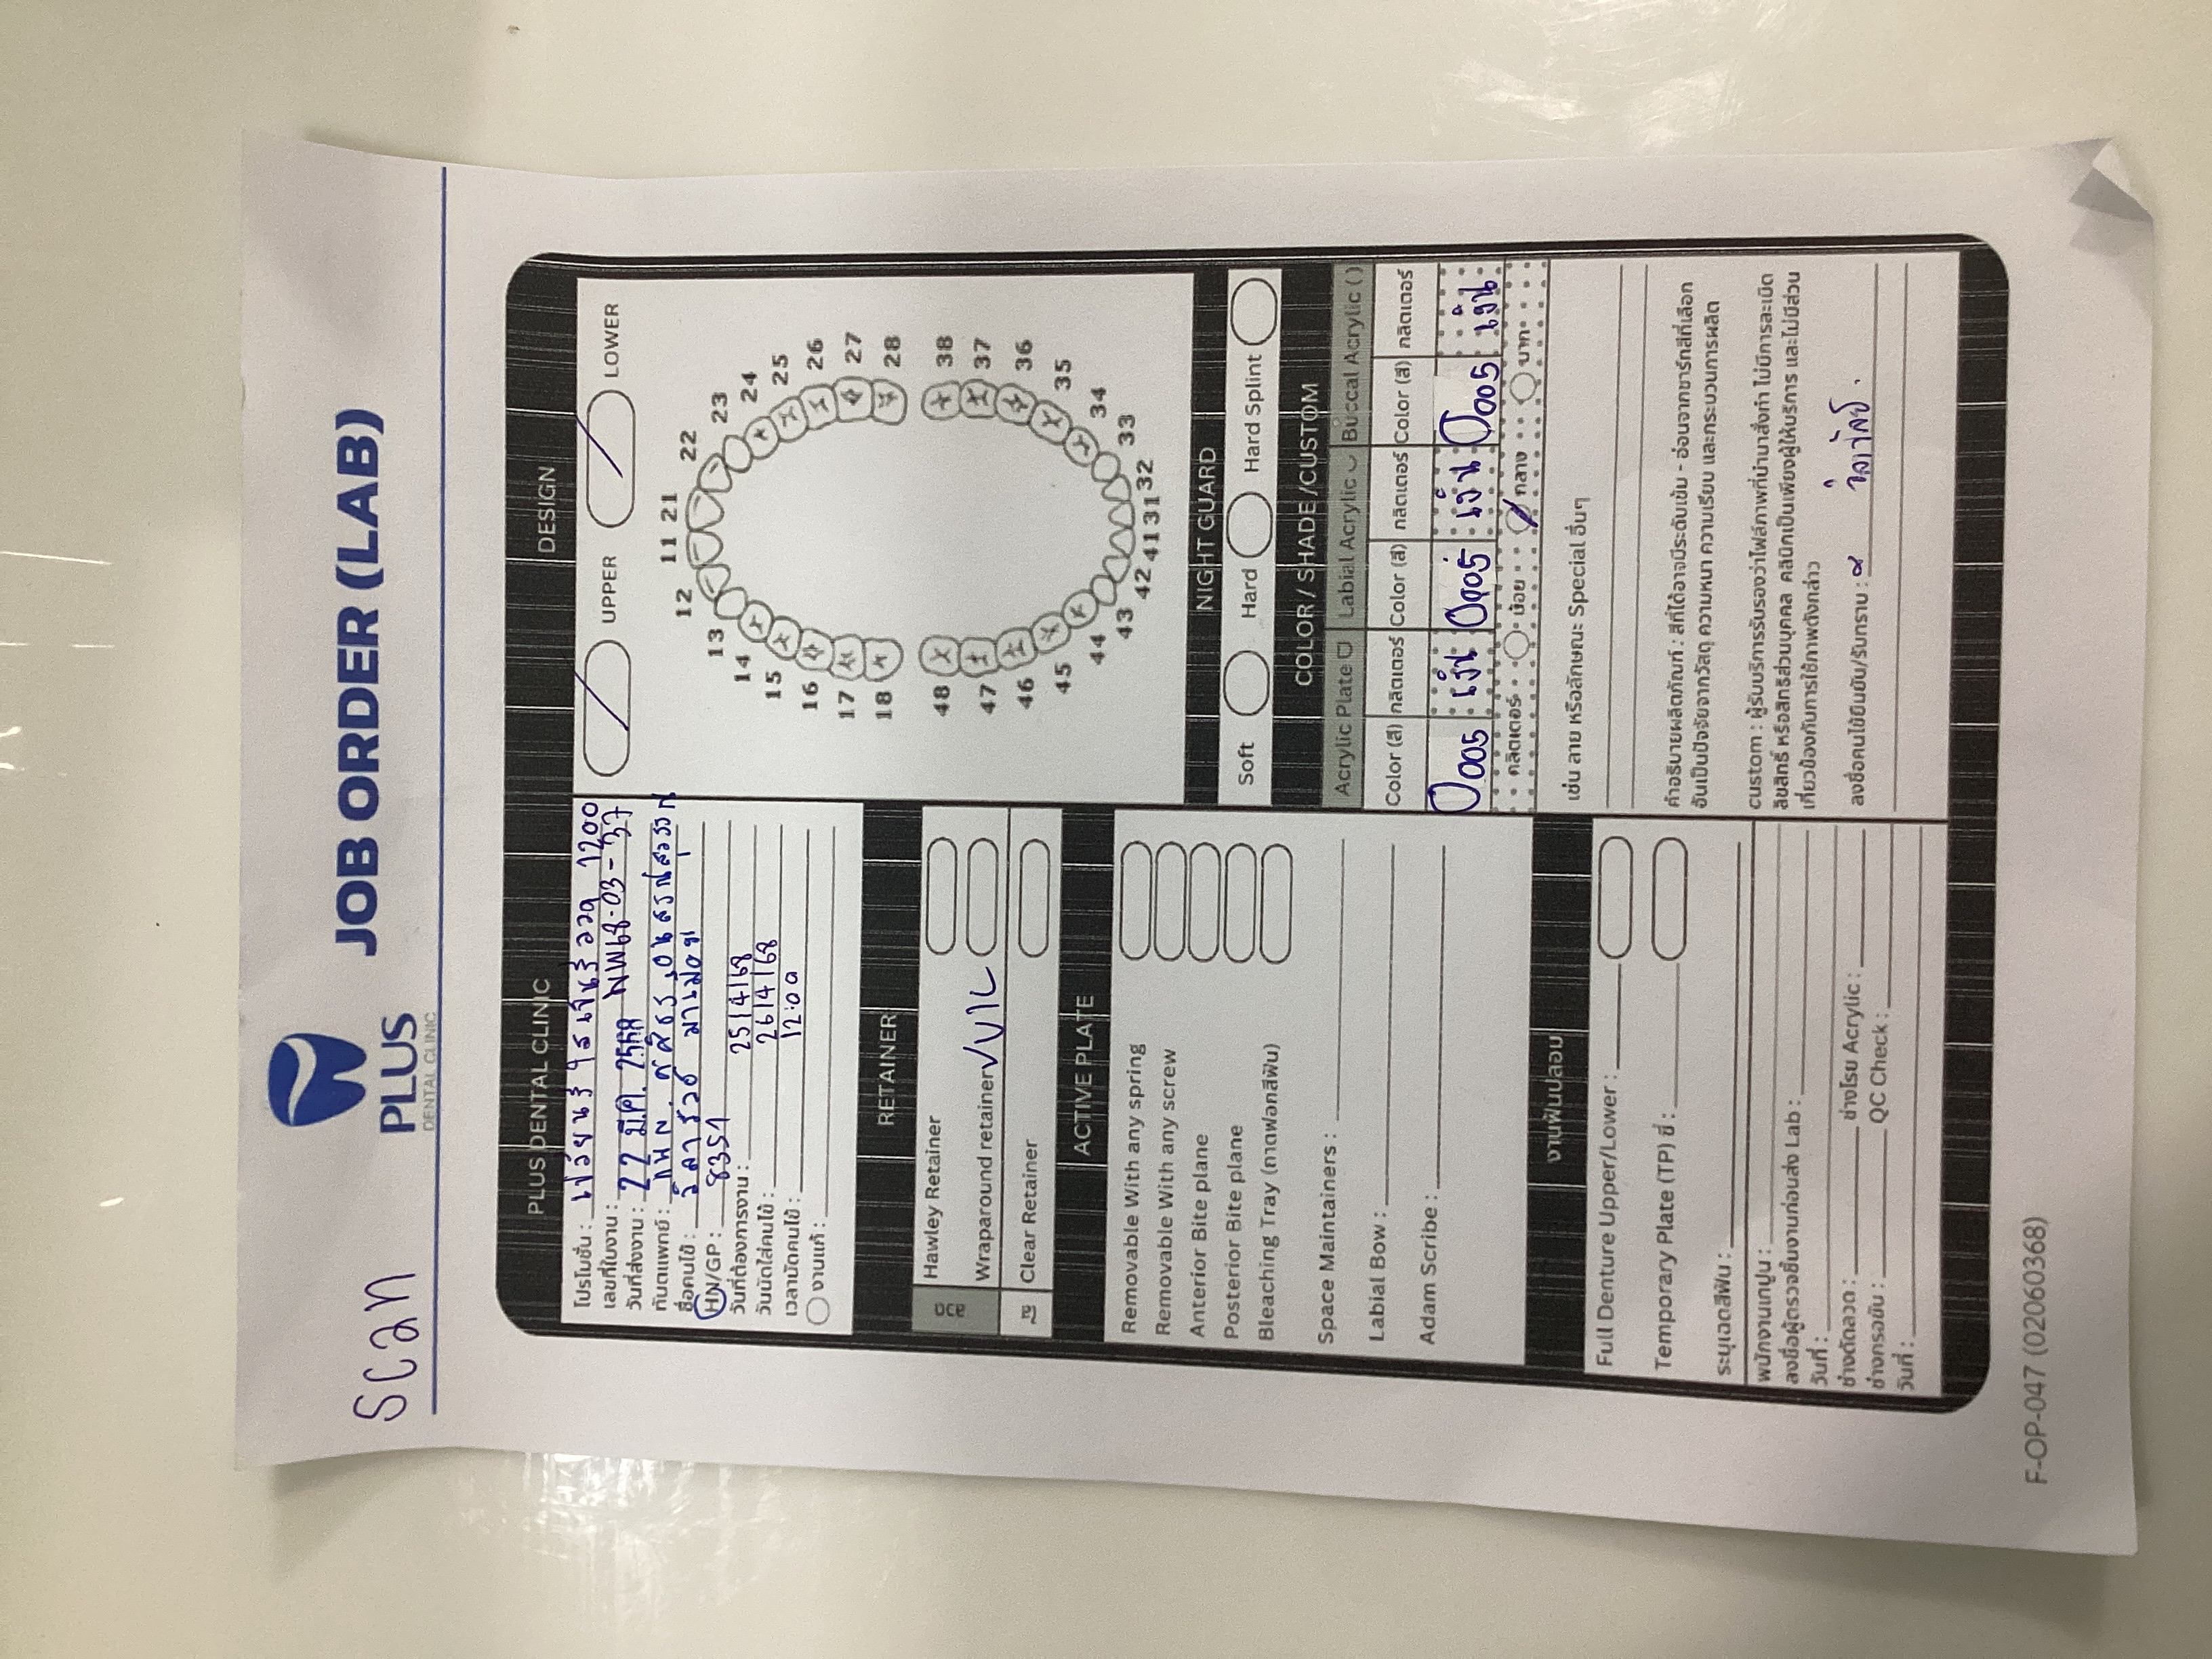 scan
PLUS
DENTAL CLINIC
JOB ORDER (LAB)
PLUS DENTAL CLINIC
โปรโมชั่น : 1200
เลขที่ใบงาน : NW68-03-37
วันที่ส่งงาน : 22 มี.ค. 2568
ทันตแพทย์ :
ชื่อคนไข้ :
HN/GP : 8351
วันที่ต้องการงาน : 25/4/68
วันนัดใส่คนไข้ : 26/4/68
เวลานัดคนไข้ : 12:00
งานแก้ :
RETAINER
ลวด
Hawley Retainer
Wraparound retainer
ใส
Clear Retainer
ACTIVE PLATE
Removable With any spring
Removable With any screw
Anterior Bite plane
Posterior Bite plane
Bleaching Tray (ถาดฟอกสีฟัน)
Space Maintainers :
Labial Bow :
Adam Scribe :
งานฟันปลอม
Full Denture Upper/Lower :
Temporary Plate (TP) ซี่ :
ระบุเฉดสีฟัน :
พนักงานเทปูน :
ลงชื่อผู้ตรวจชิ้นงานก่อนส่ง Lab :
วันที่ :
ช่างดัดลวด : ช่างโรย Acrylic :
ช่างกรอขัน : QC Check :
วันที่ :
DESIGN
UPPER LOWER
11 21
12 22
13 23
14 24
15 25
16 26
17 27
18 28
48 38
47 37
46 36
45 35
44 34
43 33
42 41 31 32
NIGHT GUARD
Soft Hard Hard Splint
COLOR / SHADE /CUSTOM
Acrylic Plate Labial Acrylic Buccal Acrylic ( )
Color (สี) กลิตเตอร์ Color (สี) กลิตเตอร์ Color (สี) กลิตเตอร์
005 เงิน 005 เงิน 005 เงิน
กลิตเตอร์ น้อย กลาง มาก
เช่น ลาย หรือลักษณะ Special อื่นๆ
คำอธิบายผลิตภัณฑ์ : สีที่ได้อาจมีระดับเข้ม - อ่อนจากชาร์ทสีที่เลือก
อันเป็นปัจจัยจากวัสดุ ความหนา ความเรียบ และกระบวนการผลิต
custom : ผู้รับบริการรับรองว่าไฟล์ภาพที่นำมาสั่งทำ ไม่มีการละเมิด
ลิขสิทธิ์ หรือสิทธิส่วนบุคคล คลินิกเป็นเพียงผู้ให้บริการ และไม่มีส่วน
เกี่ยวข้องกับการใช้ภาพดังกล่าว
ลงชื่อคนไข้ยืนยัน/รับทราบ :
F-OP-047 (02060368)